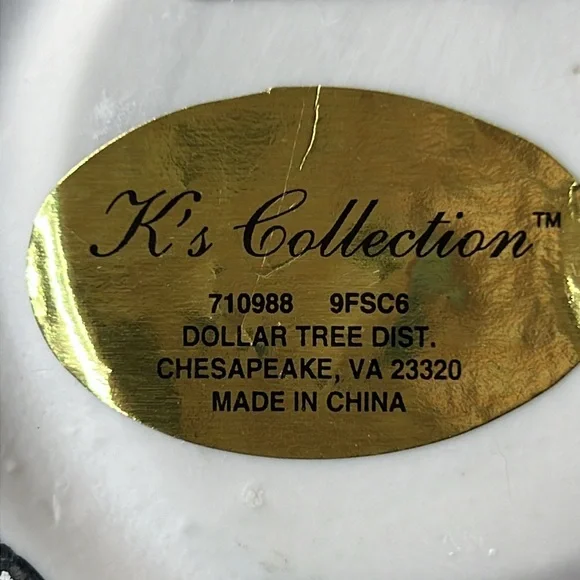 K's Collection™
710988 9FSC6
DOLLAR TREE DIST.
CHESAPEAKE, VA 23320
MADE IN CHINA